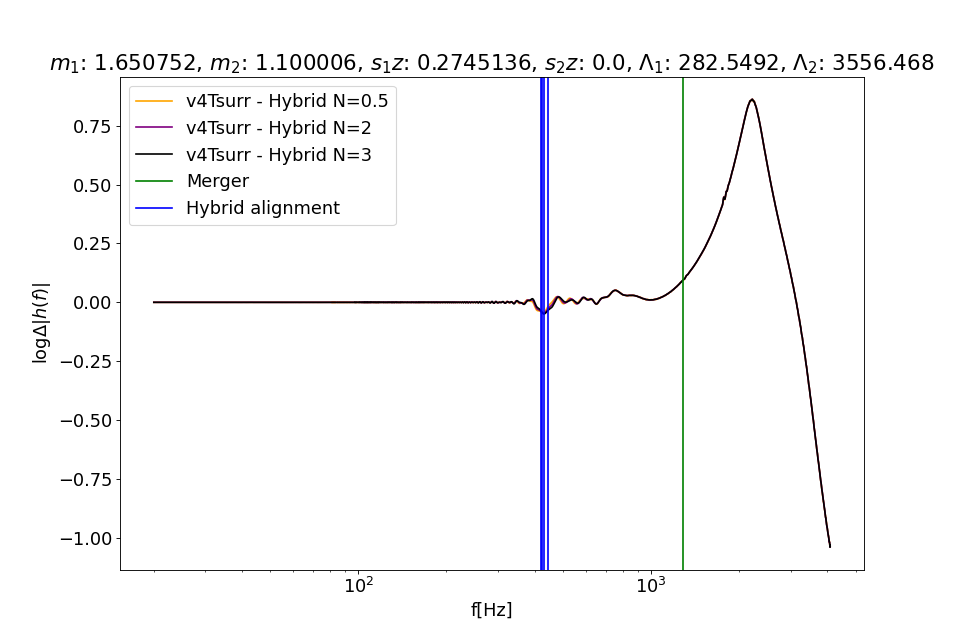 m₁: 1.650752, m₂: 1.100006, s₁z: 0.2745136, s₂z: 0.0, Λ₁: 282.5492, Λ₂: 3556.468
v4Tsurr - Hybrid N=0.5
v4Tsurr - Hybrid N=2
v4Tsurr - Hybrid N=3
Merger
Hybrid alignment
0.75
0.50
0.25
0.00
−0.25
−0.50
−0.75
−1.00
logΔ|h(f)|
10² 10³
f[Hz]